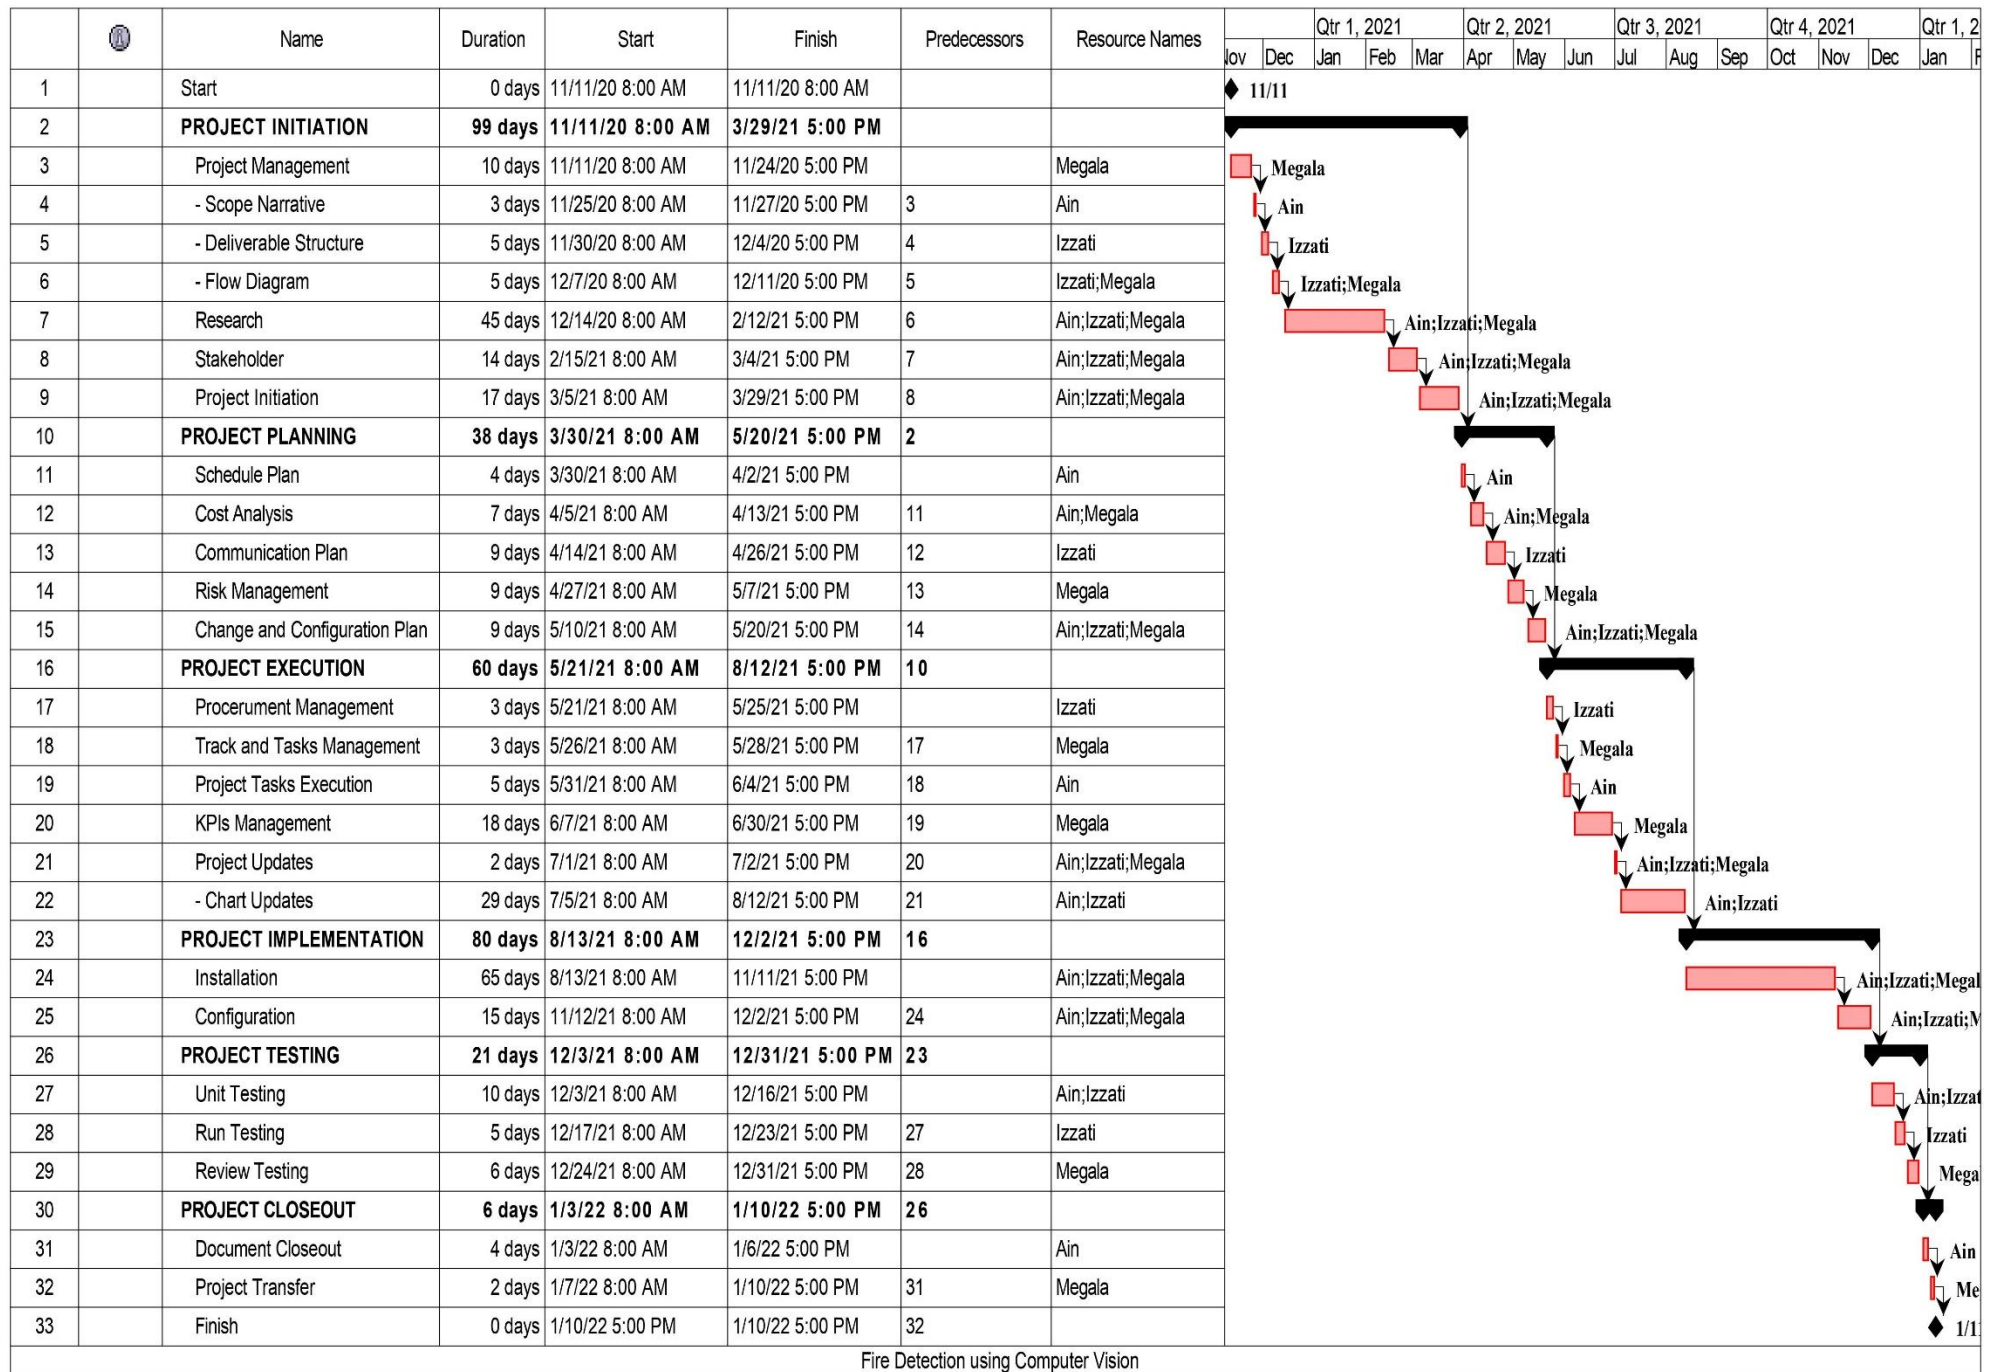 Name Duration Start Finish Predecessors Resource Names Qtr 1, 2021 Qtr 2, 2021 Qtr 3, 2021 Qtr 4, 2021 Qtr 1, 2
Nov Dec Jan Feb Mar Apr May Jun Jul Aug Sep Oct Nov Dec Jan F
1 Start 0 days 11/11/20 8:00 AM 11/11/20 8:00 AM 11/11
2 PROJECT INITIATION 99 days 11/11/20 8:00 AM 3/29/21 5:00 PM
3 Project Management 10 days 11/11/20 8:00 AM 11/24/20 5:00 PM Megala Megala
4 - Scope Narrative 3 days 11/25/20 8:00 AM 11/27/20 5:00 PM 3 Ain Ain
5 - Deliverable Structure 5 days 11/30/20 8:00 AM 12/4/20 5:00 PM 4 Izzati Izzati
6 - Flow Diagram 5 days 12/7/20 8:00 AM 12/11/20 5:00 PM 5 Izzati;Megala Izzati;Megala
7 Research 45 days 12/14/20 8:00 AM 2/12/21 5:00 PM 6 Ain;Izzati;Megala Ain;Izzati;Megala
8 Stakeholder 14 days 2/15/21 8:00 AM 3/4/21 5:00 PM 7 Ain;Izzati;Megala Ain;Izzati;Megala
9 Project Initiation 17 days 3/5/21 8:00 AM 3/29/21 5:00 PM 8 Ain;Izzati;Megala Ain;Izzati;Megala
10 PROJECT PLANNING 38 days 3/30/21 8:00 AM 5/20/21 5:00 PM 2
11 Schedule Plan 4 days 3/30/21 8:00 AM 4/2/21 5:00 PM Ain Ain
12 Cost Analysis 7 days 4/5/21 8:00 AM 4/13/21 5:00 PM 11 Ain;Megala Ain;Megala
13 Communication Plan 9 days 4/14/21 8:00 AM 4/26/21 5:00 PM 12 Izzati Izzati
14 Risk Management 9 days 4/27/21 8:00 AM 5/7/21 5:00 PM 13 Megala Megala
15 Change and Configuration Plan 9 days 5/10/21 8:00 AM 5/20/21 5:00 PM 14 Ain;Izzati;Megala Ain;Izzati;Megala
16 PROJECT EXECUTION 60 days 5/21/21 8:00 AM 8/12/21 5:00 PM 10
17 Procerument Management 3 days 5/21/21 8:00 AM 5/25/21 5:00 PM Izzati Izzati
18 Track and Tasks Management 3 days 5/26/21 8:00 AM 5/28/21 5:00 PM 17 Megala Megala
19 Project Tasks Execution 5 days 5/31/21 8:00 AM 6/4/21 5:00 PM 18 Ain Ain
20 KPIs Management 18 days 6/7/21 8:00 AM 6/30/21 5:00 PM 19 Megala Megala
21 Project Updates 2 days 7/1/21 8:00 AM 7/2/21 5:00 PM 20 Ain;Izzati;Megala Ain;Izzati;Megala
22 - Chart Updates 29 days 7/5/21 8:00 AM 8/12/21 5:00 PM 21 Ain;Izzati Ain;Izzati
23 PROJECT IMPLEMENTATION 80 days 8/13/21 8:00 AM 12/2/21 5:00 PM 16
24 Installation 65 days 8/13/21 8:00 AM 11/11/21 5:00 PM Ain;Izzati;Megala Ain;Izzati;Megal
25 Configuration 15 days 11/12/21 8:00 AM 12/2/21 5:00 PM 24 Ain;Izzati;Megala Ain;Izzati;M
26 PROJECT TESTING 21 days 12/3/21 8:00 AM 12/31/21 5:00 PM 23
27 Unit Testing 10 days 12/3/21 8:00 AM 12/16/21 5:00 PM Ain;Izzati Ain;Izzat
28 Run Testing 5 days 12/17/21 8:00 AM 12/23/21 5:00 PM 27 Izzati Izzati
29 Review Testing 6 days 12/24/21 8:00 AM 12/31/21 5:00 PM 28 Megala Mega
30 PROJECT CLOSEOUT 6 days 1/3/22 8:00 AM 1/10/22 5:00 PM 26
31 Document Closeout 4 days 1/3/22 8:00 AM 1/6/22 5:00 PM Ain Ain
32 Project Transfer 2 days 1/7/22 8:00 AM 1/10/22 5:00 PM 31 Megala Me
33 Finish 0 days 1/10/22 5:00 PM 1/10/22 5:00 PM 32
Fire Detection using Computer Vision